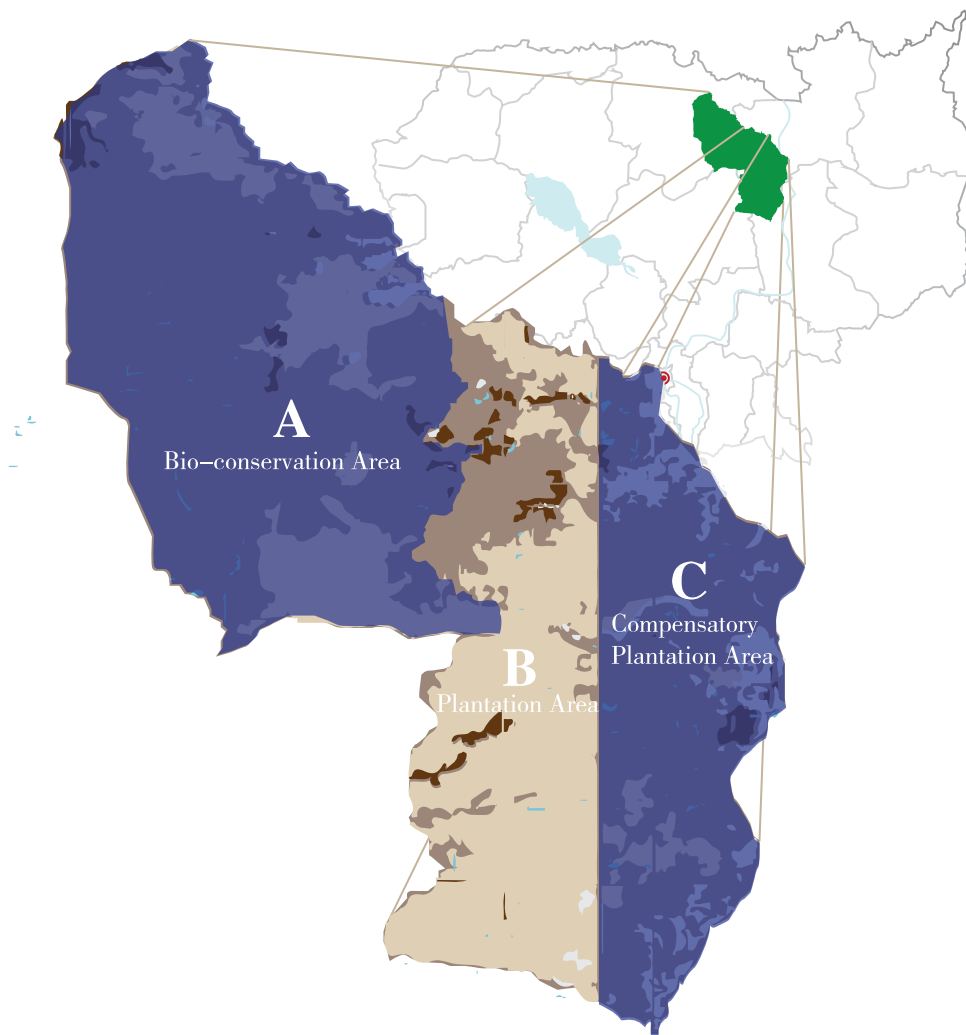 A
Bio–conservation Area
B
Plantation Area
C
Compensatory
Plantation Area